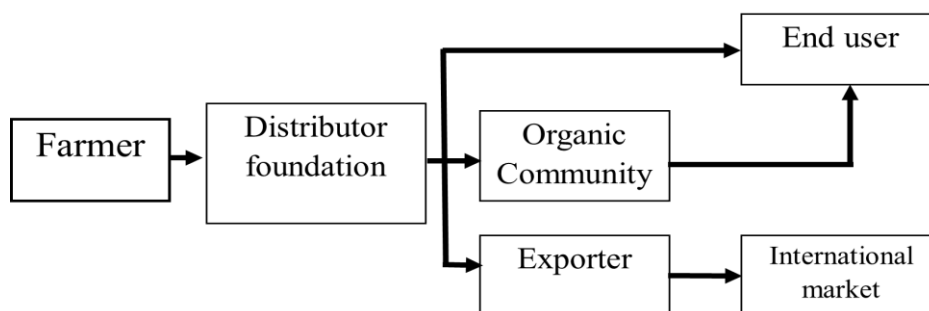 End user
Farmer
Distributor
foundation
Organic
Community
Exporter
International
market